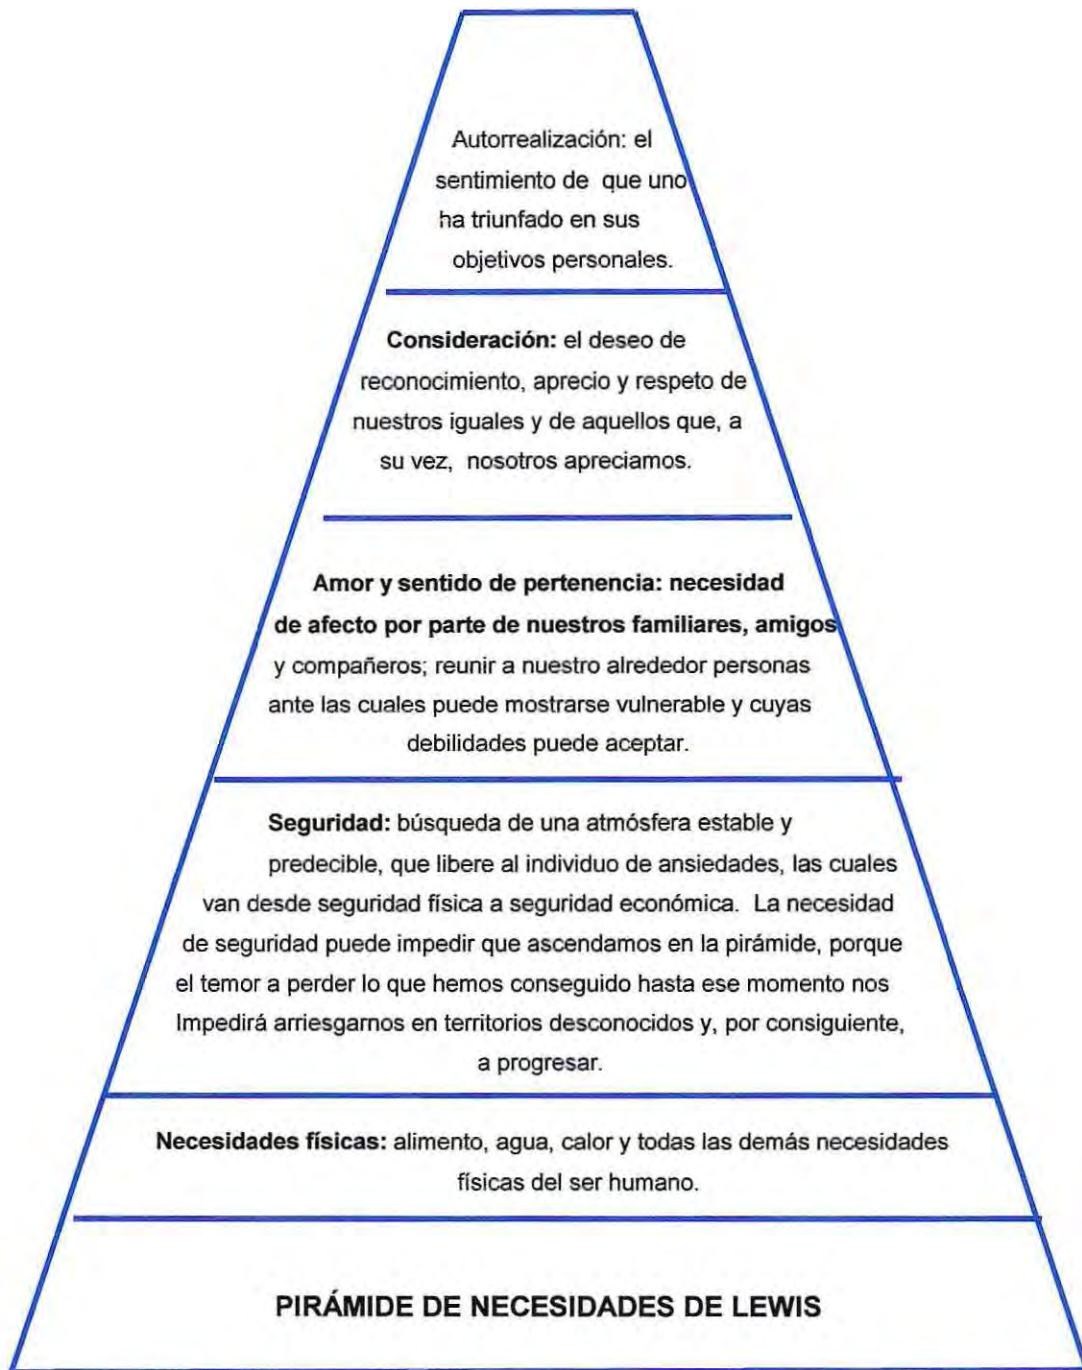 Autorrealización: el
sentimiento de que uno
ha triunfado en sus
objetivos personales.
Consideración: el deseo de
reconocimiento, aprecio y respeto de
nuestros iguales y de aquellos que, a
su vez, nosotros apreciamos.
Amor y sentido de pertenencia: necesidad
de afecto por parte de nuestros familiares, amigos
y compañeros; reunir a nuestro alrededor personas
ante las cuales puede mostrarse vulnerable y cuyas
debilidades puede aceptar.
Seguridad: búsqueda de una atmósfera estable y
predecible, que libere al individuo de ansiedades, las cuales
van desde seguridad física a seguridad económica. La necesidad
de seguridad puede impedir que ascendamos en la pirámide, porque
el temor a perder lo que hemos conseguido hasta ese momento nos
Impedirá arriesgarnos en territorios desconocidos y, por consiguiente,
a progresar.
Necesidades físicas: alimento, agua, calor y todas las demás necesidades
físicas del ser humano.
PIRÁMIDE DE NECESIDADES DE LEWIS